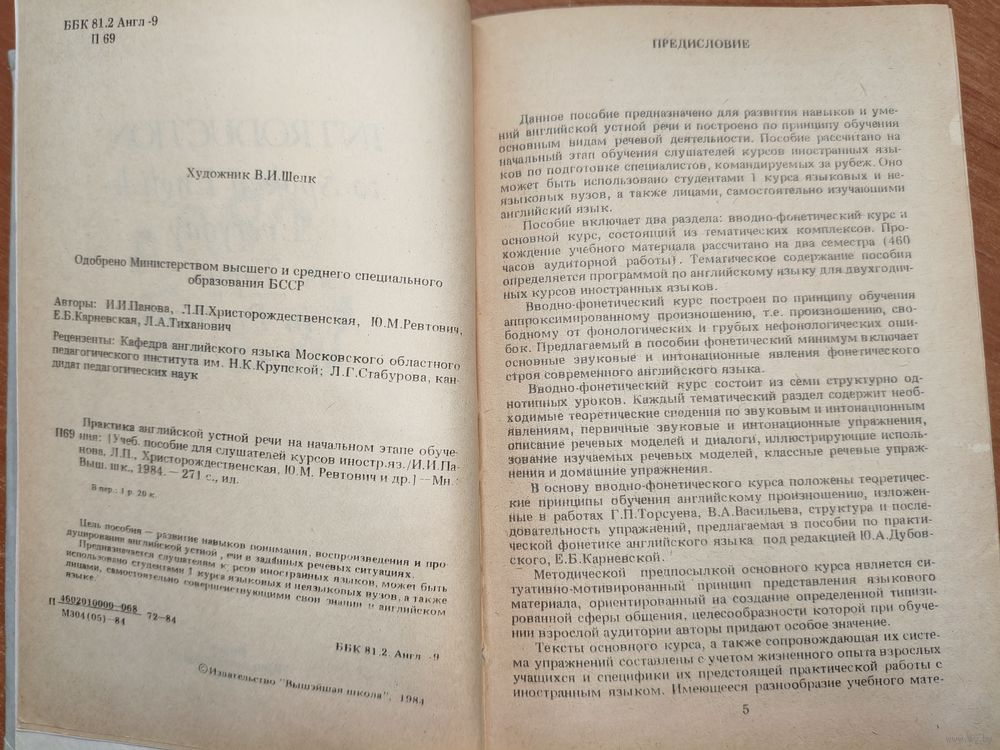 ББК 81.2 Англ -9
П 69
Художник В.И.Шелк
Одобрено Министерством высшего и среднего специального
образования БССР
Авторы: И.И.Панова, Л.П.Христорождественская, Ю.М.Ревтович,
Е.Б.Карневская, Л.А.Тиханович
Рецензенты: Кафедра английского языка Московского областного
педагогического института им. Н.К.Крупской; Л.Г.Стабурова, кан-
дидат педагогических наук
Практика английской устной речи на начальном этапе обуче-
П69 ния: [Учеб. пособие для слушателей курсов иностр.яз./И.И.Па-
нова, Л.П., Христорождественская, Ю.М. Ревтович и др.] — Мн.:
Выш. шк., 1984. — 271 с., ил.
В пер.: 1 р. 20 к.
Цель пособия — развитие навыков понимания, воспроизведения и про-
дуцирования английской устной , ечи в заданных речевых ситуациях.
Предназначается слушателям к рсов иностранных языков, может быть
использовано студентами 1 курса языковых и неязыковых вузов, а также
лицами, самостоятельно совершенствующими свои знания в английском
языке.
П 4602010000—068 72—84
М304(05)—84
ББК 81.2. Англ -9
©Издательство "Вышэйшая школа", 1984
ПРЕДИСЛОВИЕ
Данное пособие предназначено для развития навыков и уме-
ний английской устной речи и построено по принципу обучения
основным видам речевой деятельности. Пособие рассчитано на
начальный этап обучения слушателей курсов иностранных язы-
ков по подготовке специалистов, командируемых за рубеж. Оно
может быть использовано студентами 1 курса языковых и не-
языковых вузов, а также лицами, самостоятельно изучающими
английский язык.
Пособие включает два раздела: вводно-фонетический курс и
основной курс, состоящий из тематических комплексов. Про-
хождение учебного материала рассчитано на два семестра (460
часов аудиторной работы). Тематическое содержание пособия
определяется программой по английскому языку для двухгодич-
ных курсов иностранных языков.
Вводно-фонетический курс построен по принципу обучения
аппроксимированному произношению, т.е. произношению, сво-
бодному от фонологических и грубых нефонологических оши-
бок. Предлагаемый в пособии фонетический минимум включает
основные звуковые и интонационные явления фонетического
строя современного английского языка.
Вводно-фонетический курс состоит из семи структурно од-
нотипных уроков. Каждый тематический раздел содержит необ-
ходимые теоретические сведения по звуковым и интонационным
явлениям, первичные звуковые и интонационные упражнения,
описание речевых моделей и диалоги, иллюстрирующие исполь-
зование изучаемых речевых моделей, классные речевые упраж-
нения и домашние упражнения.
В основу вводно-фонетического курса положены теоретичес-
кие принципы обучения английскому произношению, изложен-
ные в работах Г.П.Торсуева, В.А.Васильева, структура и после-
довательность упражнений, предлагаемая в пособии по практи-
ческой фонетике английского языка под редакцией Ю.А.Дубов-
ского, Е.Б.Карневской.
Методической предпосылкой основного курса является си-
туативно-мотивированный принцип представления языкового
материала, ориентированный на создание определенной типизи-
рованной сферы общения, целесообразности которой при обуче-
нии взрослой аудитории авторы придают особое значение.
Тексты основного курса, а также сопровождающая их систе-
ма упражнений составлены с учетом жизненного опыта взрослых
учащихся и специфики их предстоящей практической работы с
иностранным языком. Имеющееся разнообразие учебного мате-
5